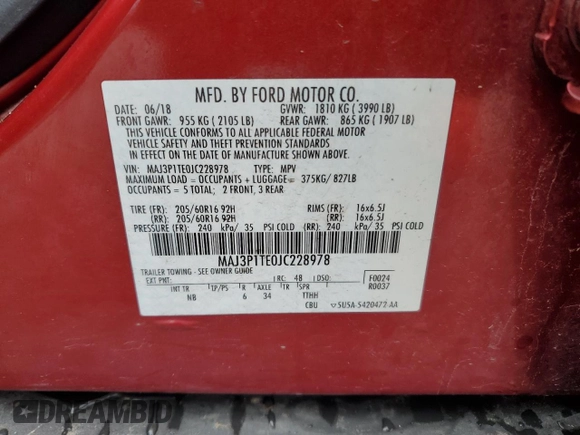 MFD. BY FORD MOTOR CO.
DATE: 06/18 GVWR: 1810 KG ( 3990 LB)
FRONT GAWR: 955 KG ( 2105 LB) REAR GAWR: 865 KG ( 1907 LB)
THIS VEHICLE CONFORMS TO ALL APPLICABLE FEDERAL MOTOR
VEHICLE SAFETY AND THEFT PREVENTION STANDARDS
IN EFFECT ON THE DATE OF MANUFACTURE SHOWN ABOVE.
VIN: MAJ3P1TE0JC228978 TYPE: MPV
MAXIMUM LOAD = OCCUPANTS + LUGGAGE = 375KG/ 827LB
OCCUPANTS = 5 TOTAL; 2 FRONT, 3 REAR
TIRE (FR): 205/60R16 92H RIMS (FR): 16x6.5J
(RR): 205/60R16 92H (RR): 16x6.5J
PRESSURE (FR): 240 kPa/ 35 PSI COLD (RR): 240 kPa/ 35 PSI COLD
MAJ3P1TE0JC228978
TRAILER TOWING - SEE OWNER GUIDE
EXT PNT: RC: 48 DSO: F0024
R0037
INT TR TP/PS R AXLE TR SPR
NB 6 34 TTHH
CBU SU5A-5420472-AA
DREAMBID